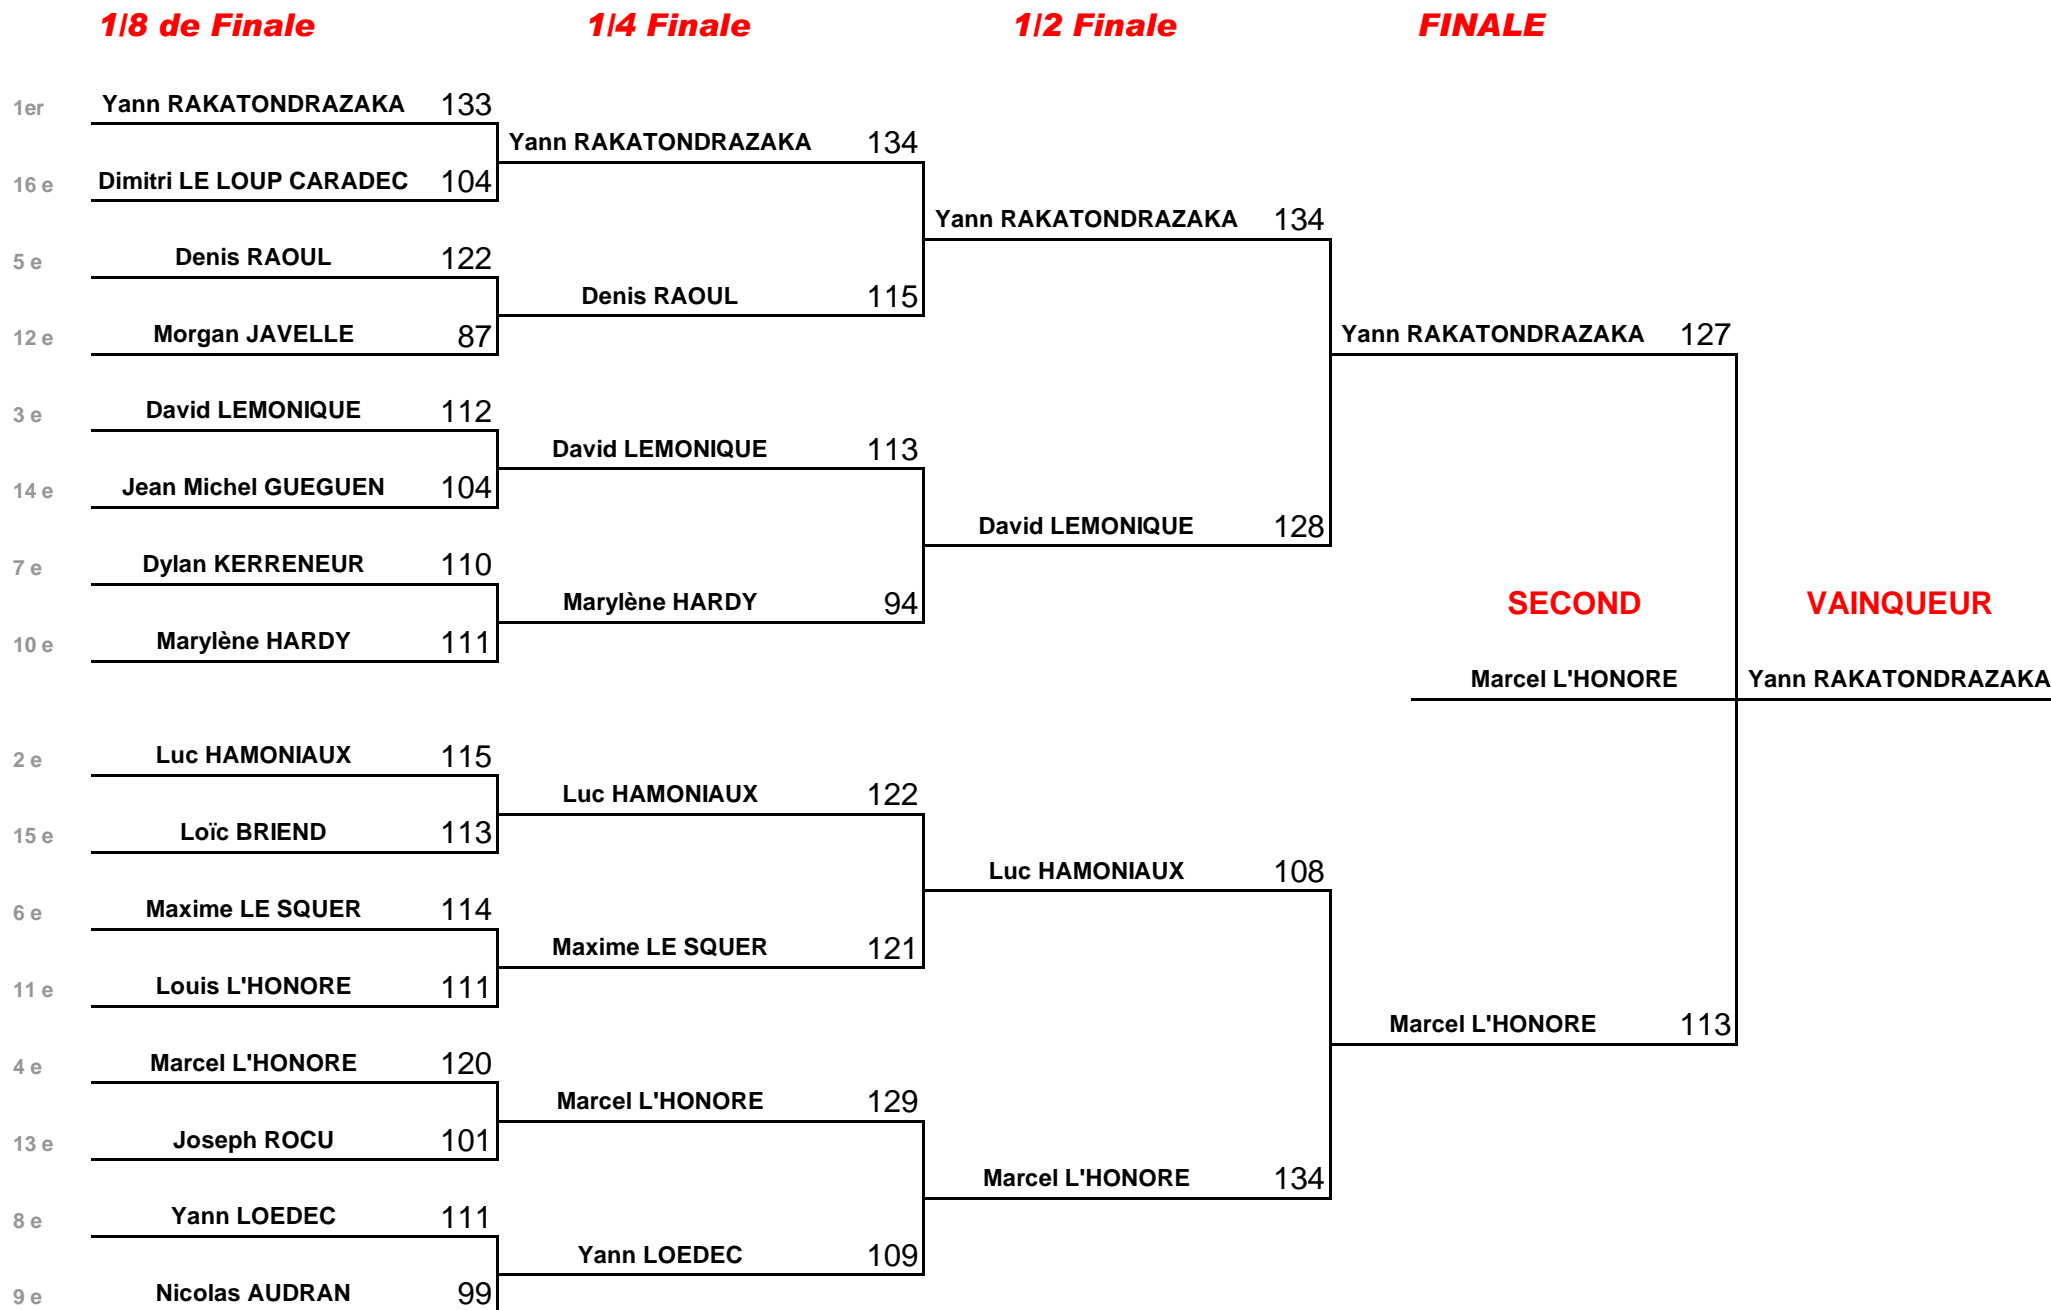 1/8 de Finale 1/4 Finale 1/2 Finale FINALE
1er Yann RAKATONDRAZAKA 133
Yann RAKATONDRAZAKA 134
16 e Dimitri LE LOUP CARADEC 104
Yann RAKATONDRAZAKA 134
5 e Denis RAOUL 122
Denis RAOUL 115
12 e Morgan JAVELLE 87
Yann RAKATONDRAZAKA 127
3 e David LEMONIQUE 112
David LEMONIQUE 113
14 e Jean Michel GUEGUEN 104
David LEMONIQUE 128
7 e Dylan KERRENEUR 110
Marylène HARDY 94
SECOND VAINQUEUR
10 e Marylène HARDY 111
Marcel L'HONORE Yann RAKATONDRAZAKA
2 e Luc HAMONIAUX 115
Luc HAMONIAUX 122
15 e Loïc BRIEND 113
Luc HAMONIAUX 108
6 e Maxime LE SQUER 114
Maxime LE SQUER 121
11 e Louis L'HONORE 111
Marcel L'HONORE 113
4 e Marcel L'HONORE 120
Marcel L'HONORE 129
13 e Joseph ROCU 101
Marcel L'HONORE 134
8 e Yann LOEDEC 111
Yann LOEDEC 109
9 e Nicolas AUDRAN 99